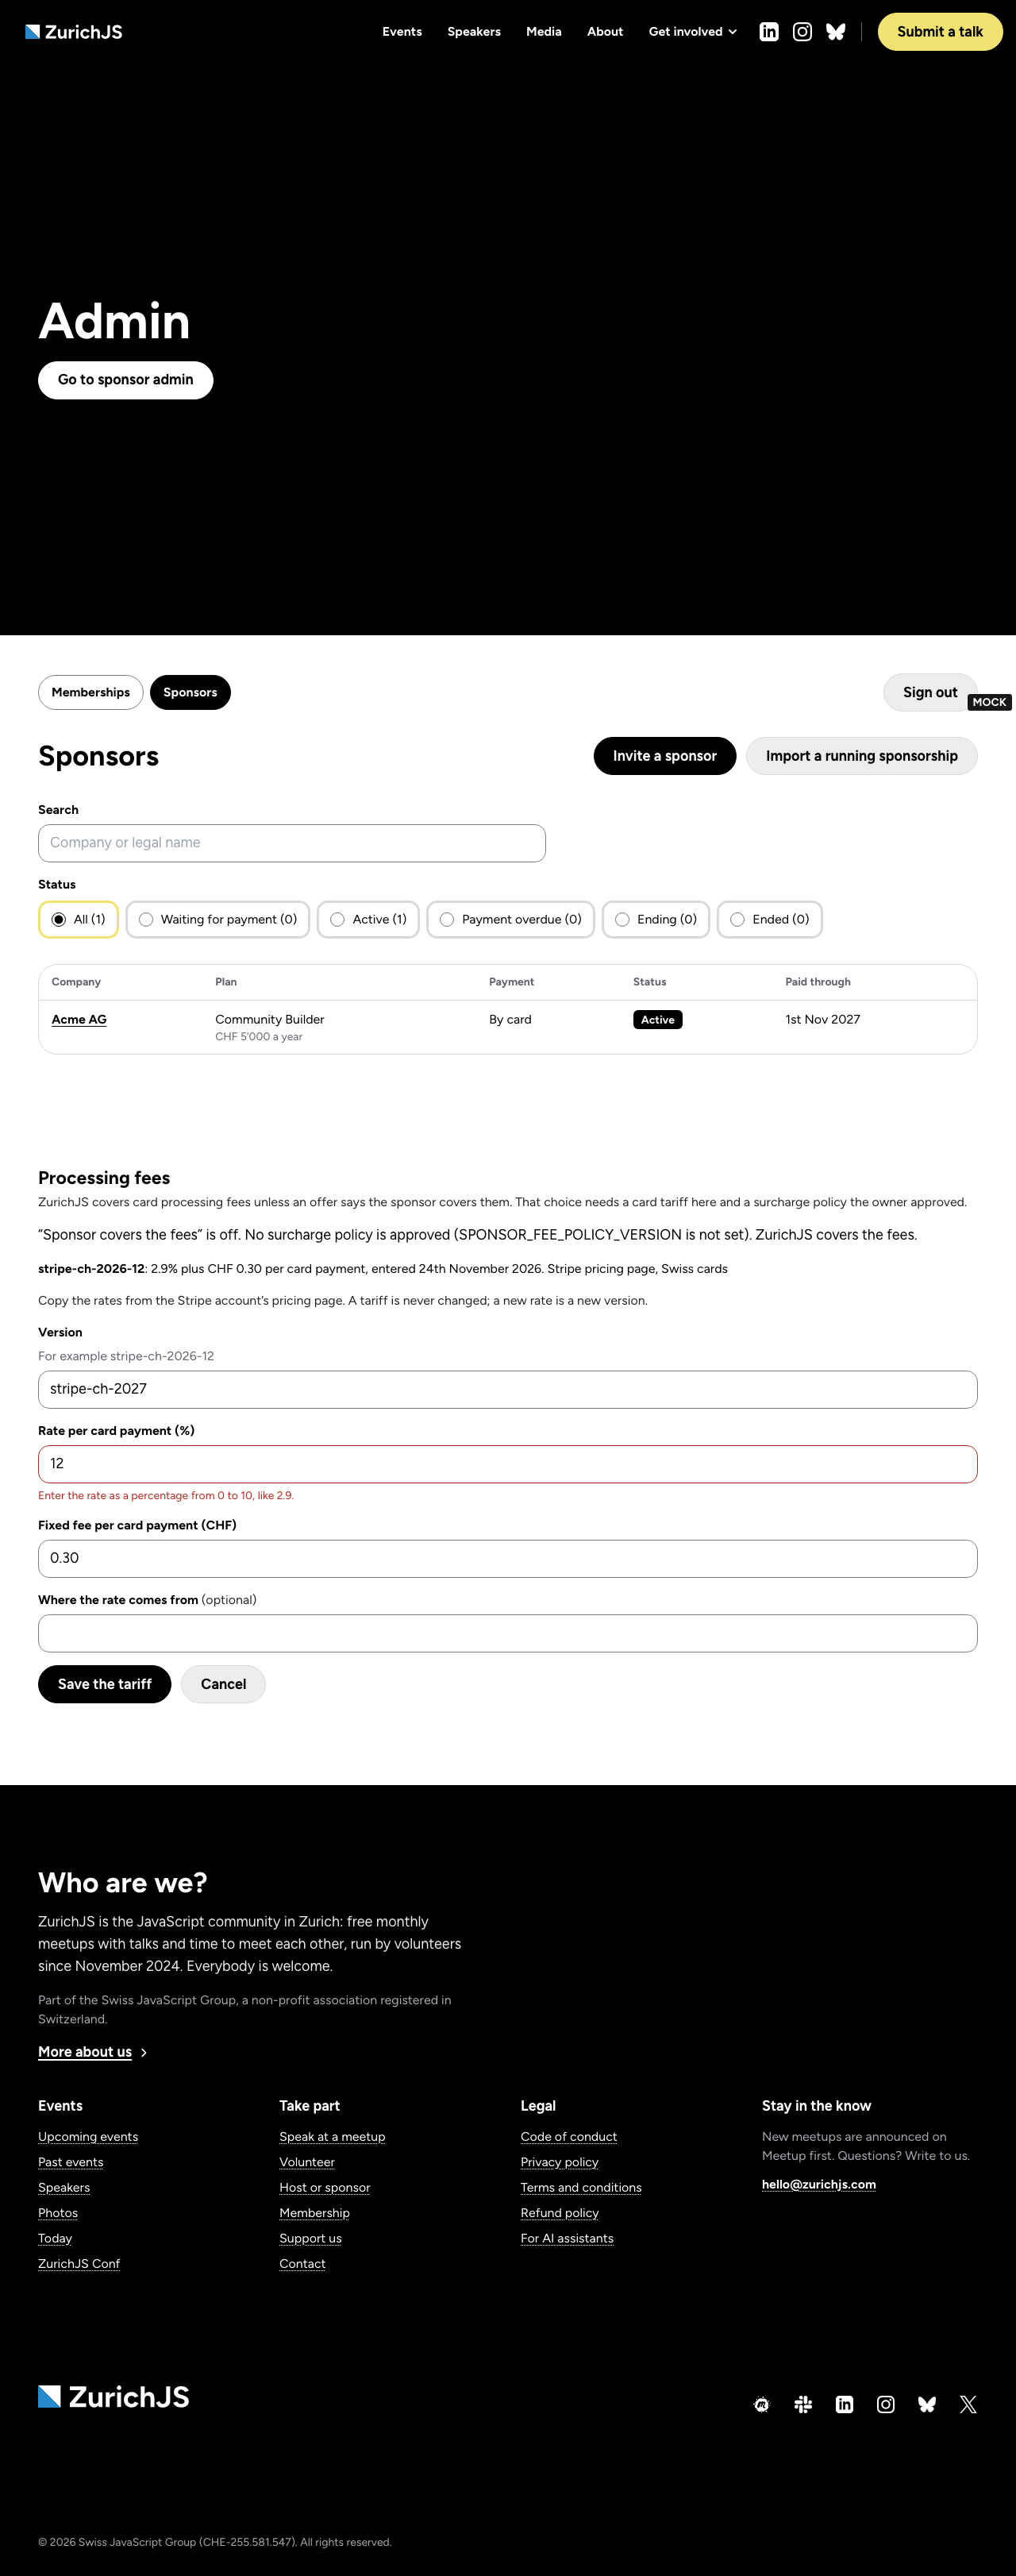 ZurichJS
Events
Speakers
Media
About
Get involved
Submit a talk
Admin
Go to sponsor admin
Memberships
Sponsors
Sign out
MOCK
Sponsors
Invite a sponsor
Import a running sponsorship
Search
Company or legal name
Status
All (1)
Waiting for payment (0)
Active (1)
Payment overdue (0)
Ending (0)
Ended (0)
Company Plan Payment Status Paid through
Acme AG Community Builder By card Active 1st Nov 2027
CHF 5’000 a year
Processing fees
ZurichJS covers card processing fees unless an offer says the sponsor covers them. That choice needs a card tariff here and a surcharge policy the owner approved.
“Sponsor covers the fees” is off. No surcharge policy is approved (SPONSOR_FEE_POLICY_VERSION is not set). ZurichJS covers the fees.
stripe-ch-2026-12: 2.9% plus CHF 0.30 per card payment, entered 24th November 2026. Stripe pricing page, Swiss cards
Copy the rates from the Stripe account’s pricing page. A tariff is never changed; a new rate is a new version.
Version
For example stripe-ch-2026-12
stripe-ch-2027
Rate per card payment (%)
12
Enter the rate as a percentage from 0 to 10, like 2.9.
Fixed fee per card payment (CHF)
0.30
Where the rate comes from (optional)
Save the tariff
Cancel
Who are we?
ZurichJS is the JavaScript community in Zurich: free monthly
meetups with talks and time to meet each other, run by volunteers
since November 2024. Everybody is welcome.
Part of the Swiss JavaScript Group, a non-profit association registered in
Switzerland.
More about us
Events
Upcoming events
Past events
Speakers
Photos
Today
ZurichJS Conf
Take part
Speak at a meetup
Volunteer
Host or sponsor
Membership
Support us
Contact
Legal
Code of conduct
Privacy policy
Terms and conditions
Refund policy
For AI assistants
Stay in the know
New meetups are announced on
Meetup first. Questions? Write to us.
hello@zurichjs.com
ZurichJS
© 2026 Swiss JavaScript Group (CHE-255.581.547). All rights reserved.